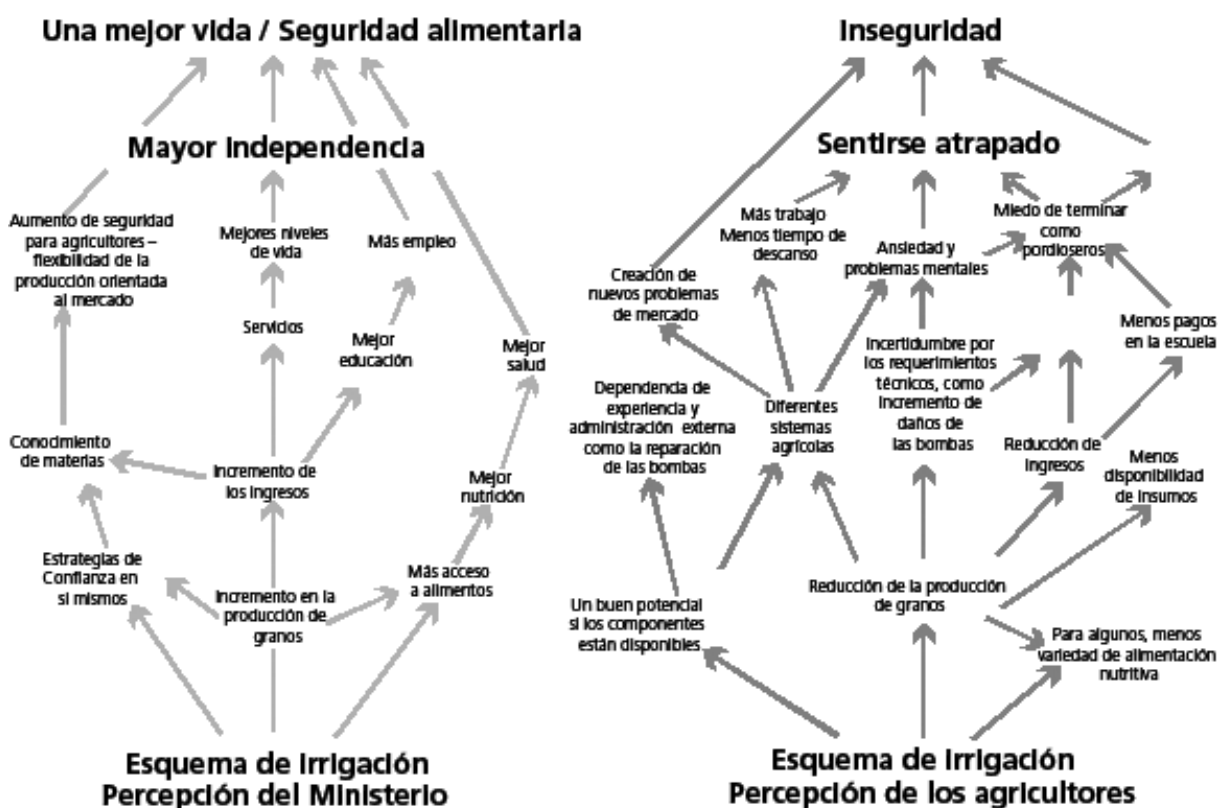 Una mejor vida / Seguridad alimentaria
Mayor Independencia
Aumento de seguridad
para agricultores –
flexibilidad de la
producción orientada
al mercado
Mejores niveles
de vida
Más empleo
Servicios
Mejor
educación
Mejor
salud
Conocimiento
de materias
Incremento de
los Ingresos
Mejor
nutrición
Estrategias de
Confianza en
si mismos
Incremento en la
producción de
granos
Más acceso
a alimentos
Esquema de Irrigación
Percepción del Ministerio
Inseguridad
Sentirse atrapado
Más trabajo
Menos tiempo de
descanso
Miedo de terminar
como
pordioseros
Ansiedad y
problemas mentales
Creación de
nuevos problemas
de mercado
Menos pagos
en la escuela
Incertidumbre por
los requerimientos
técnicos, como
Incremento de
daños de
las bombas
Dependencia de
experiencia y
administración externa
como la reparación
de las bombas
Diferentes
sistemas
agrícolas
Reducción de
Ingresos
Menos
disponibilidad
de insumos
Reducción de la producción
de granos
Un buen potencial
si los componentes
están disponibles
Para algunos, menos
variedad de alimentación
nutritiva
Esquema de Irrigación
Percepción de los agricultores